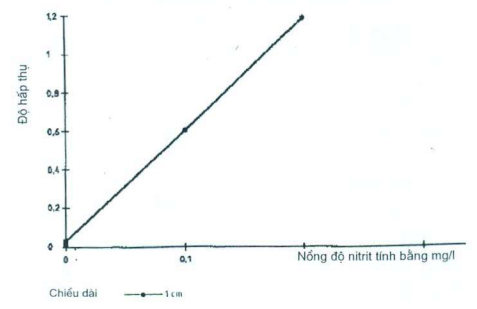 1,2
1
0,8
0,6
0,4
0,2
0
Độ hấp thụ
0
0,1
Nồng độ nitrit tính bằng mg/l
Chiều dài
1 cm